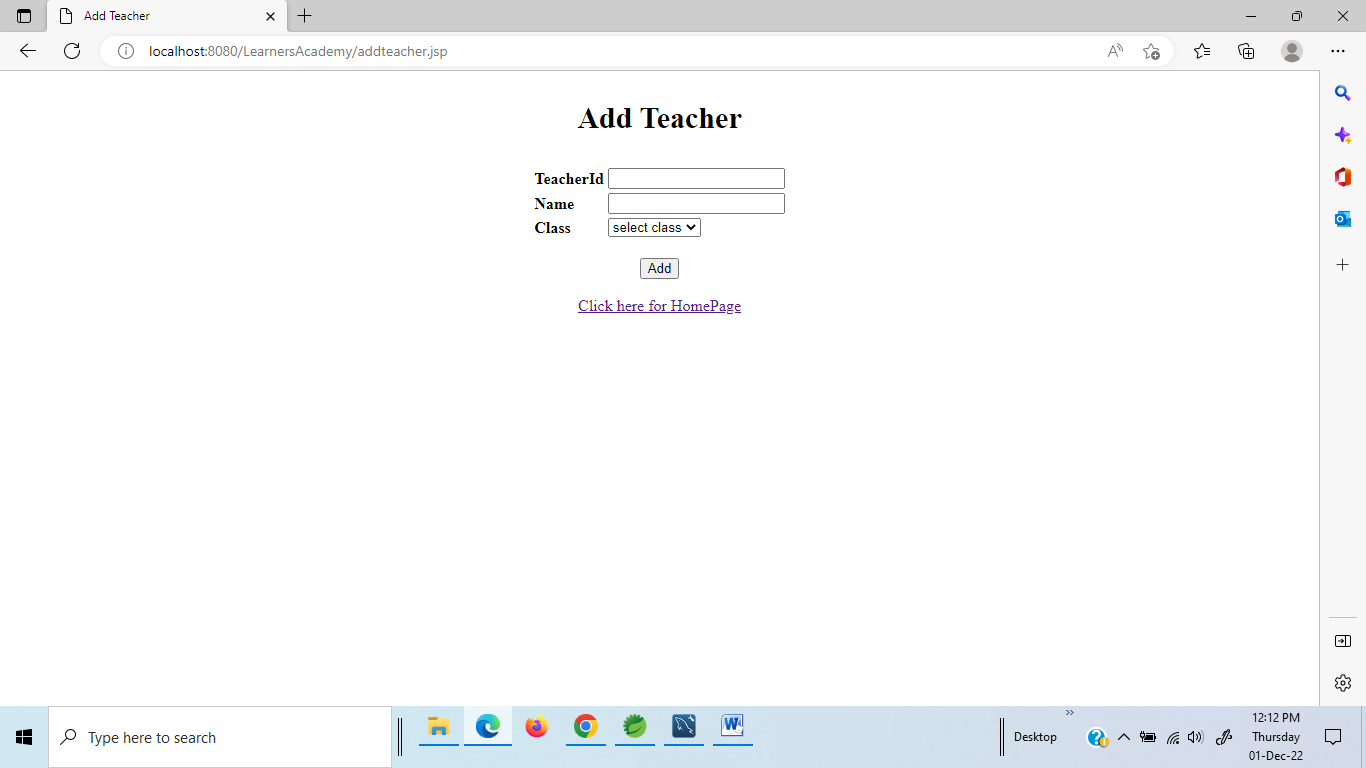 Add Teacher
localhost:8080/LearnersAcademy/addteacher.jsp
Add Teacher
TeacherId
Name
Class select class
Add
Click here for HomePage
Type here to search
Desktop
12:12 PM
Thursday
01-Dec-22